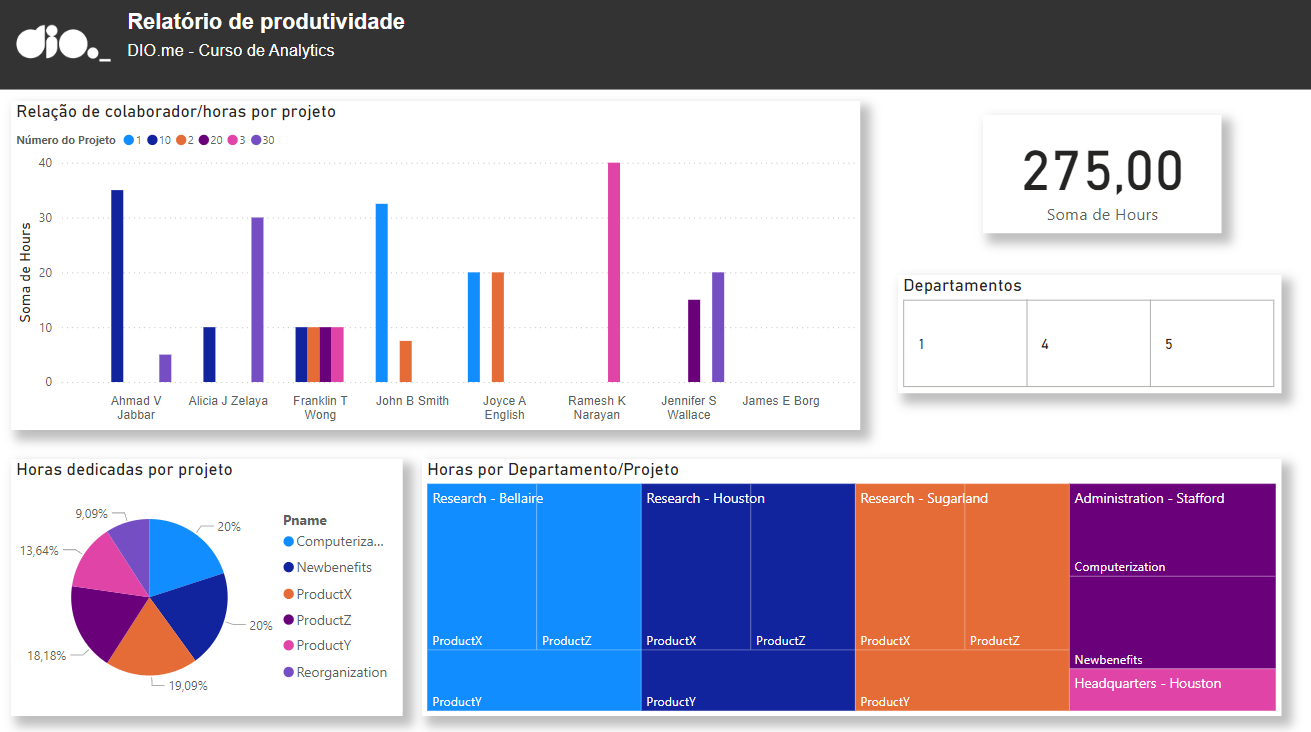 dio._
Relatório de produtividade
DIO.me - Curso de Analytics
Relação de colaborador/horas por projeto
Número do Projeto 1 10 2 20 3 30
Soma de Hours
40
30
20
10
0
Ahmad V
Jabbar
Alicia J Zelaya
Franklin T
Wong
John B Smith
Joyce A
English
Ramesh K
Narayan
Jennifer S
Wallace
James E Borg
275,00
Soma de Hours
Departamentos
1 4 5
Horas dedicadas por projeto
20%
20%
19,09%
18,18%
13,64%
9,09%
Pname
Computeriza...
Newbenefits
ProductX
ProductZ
ProductY
Reorganization
Horas por Departamento/Projeto
Research - Bellaire
ProductX
ProductZ
ProductY
Research - Houston
ProductX
ProductZ
ProductY
Research - Sugarland
ProductX
ProductZ
ProductY
Administration - Stafford
Computerization
Newbenefits
Headquarters - Houston